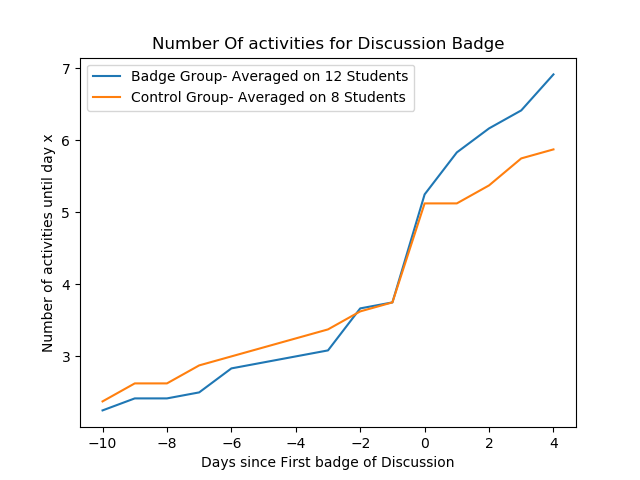 Number Of activities for Discussion Badge
Badge Group- Averaged on 12 Students
Control Group- Averaged on 8 Students
Number of activities until day x
7
6
5
4
3
−10 −8 −6 −4 −2 0 2 4
Days since First badge of Discussion